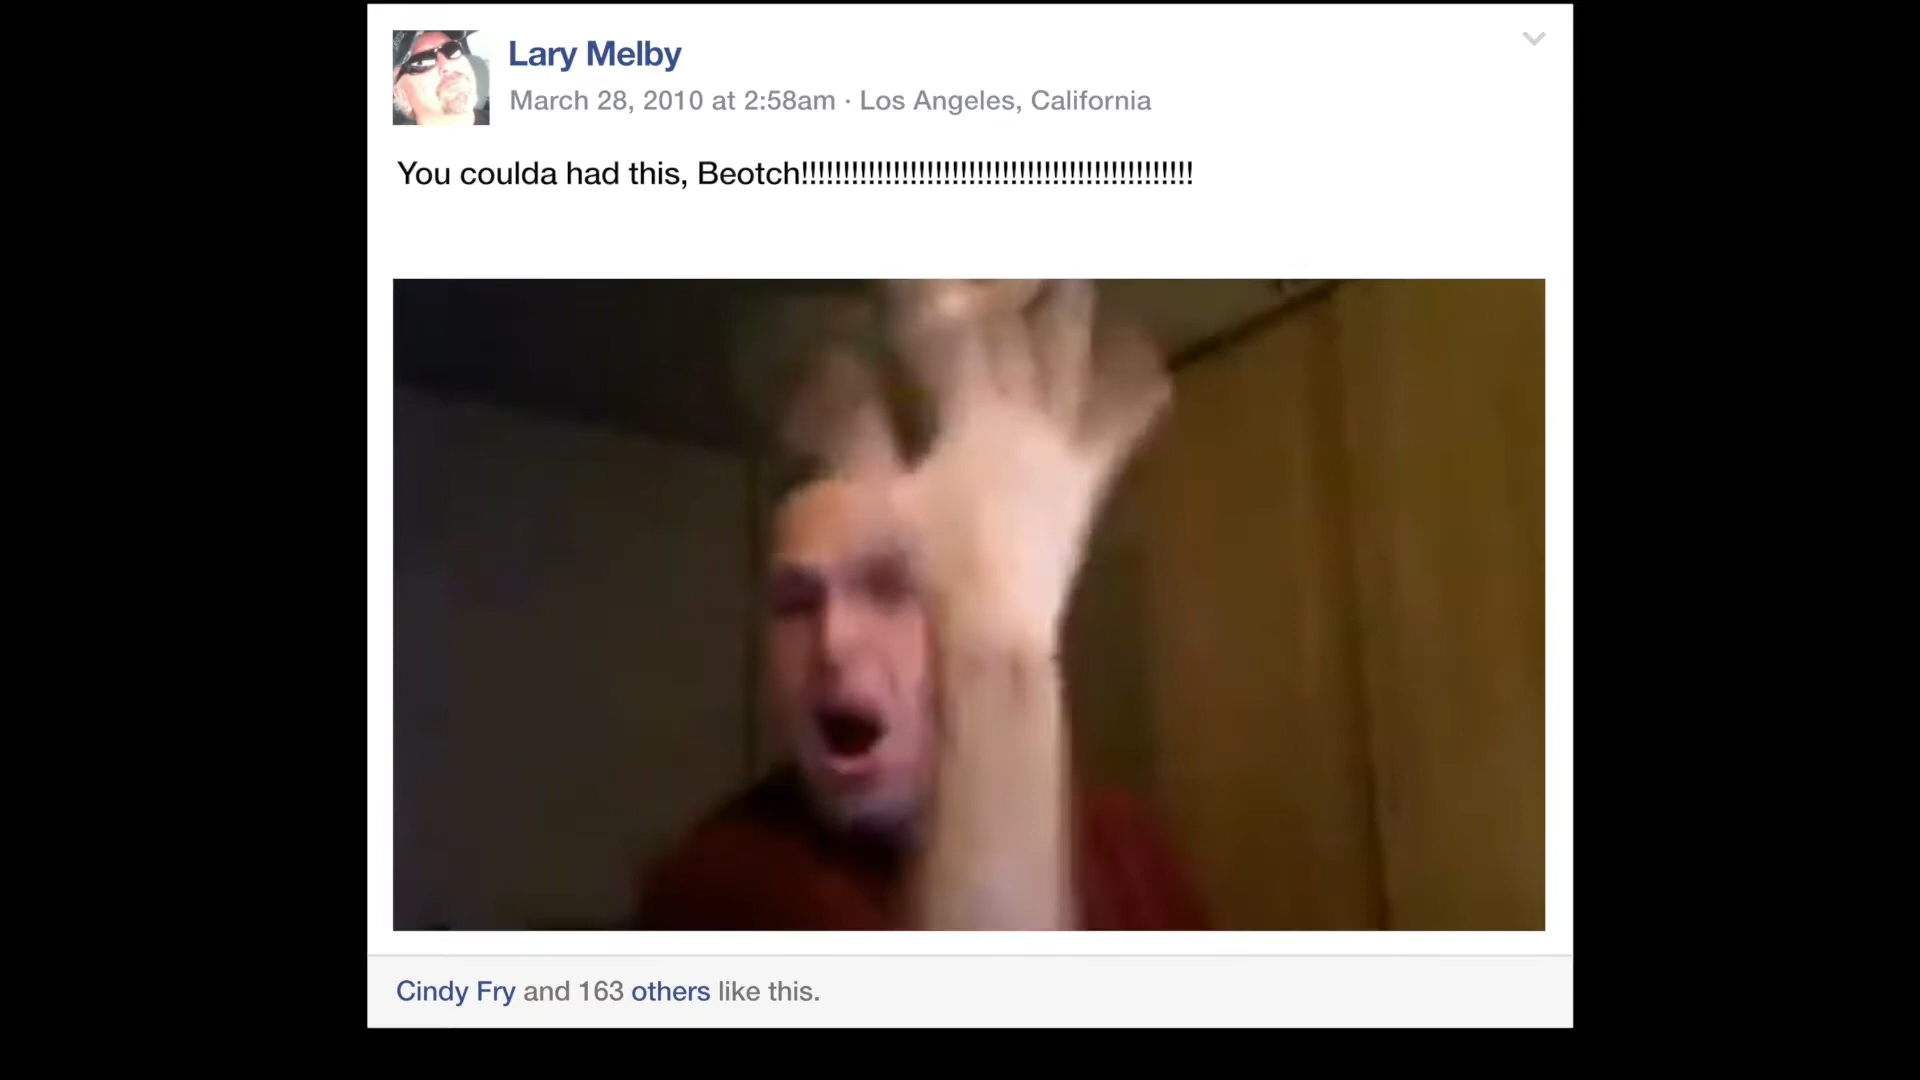 Lary Melby
March 28, 2010 at 2:58am · Los Angeles, California
You coulda had this, Beotch!!!!!!!!!!!!!!!!!!!!!!!!!!!!!!!!!!!!!!!!!!!!!!!
Cindy Fry and 163 others like this.